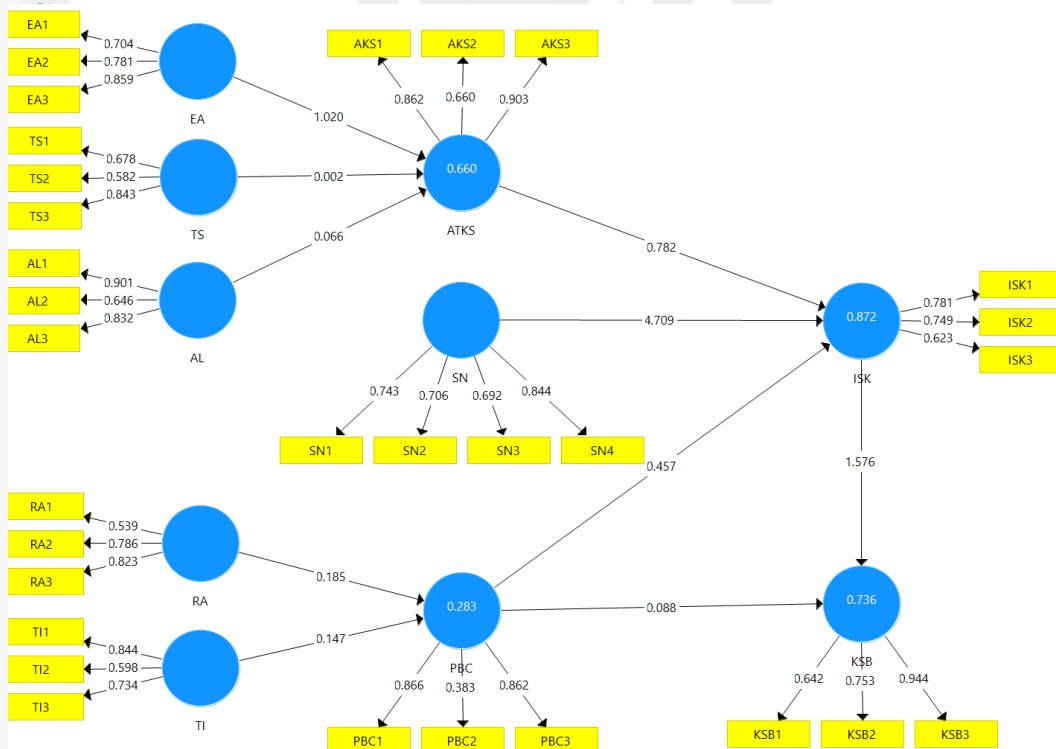 EA1
EA2
EA3
0.704
0.781
0.859
EA
TS1
TS2
TS3
0.678
0.582
0.843
TS
AL1
AL2
AL3
0.901
0.646
0.832
AL
1.020
0.002
0.066
AKS1 AKS2 AKS3
0.862 0.660 0.903
0.660
ATKS
0.782
SN
4.709
0.743 0.706 0.692 0.844
SN1 SN2 SN3 SN4
0.872
ISK
0.781
0.749
0.623
ISK1
ISK2
ISK3
0.457
1.576
RA1
RA2
RA3
0.539
0.786
0.823
RA
TI1
TI2
TI3
0.844
0.598
0.734
TI
0.185
0.147
0.283
PBC
0.088
0.866 0.383 0.862
PBC1 PBC2 PBC3
0.736
KSB
0.642 0.753 0.944
KSB1 KSB2 KSB3